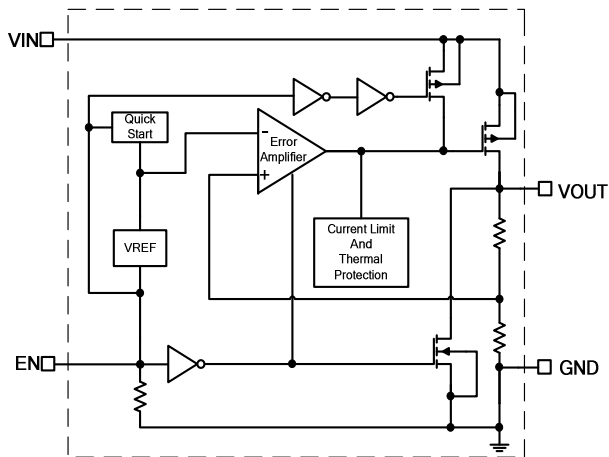 VIN
Quick
Start
-
Error
Amplifier
+
VREF
Current Limit
And
Thermal
Protection
VOUT
EN
GND